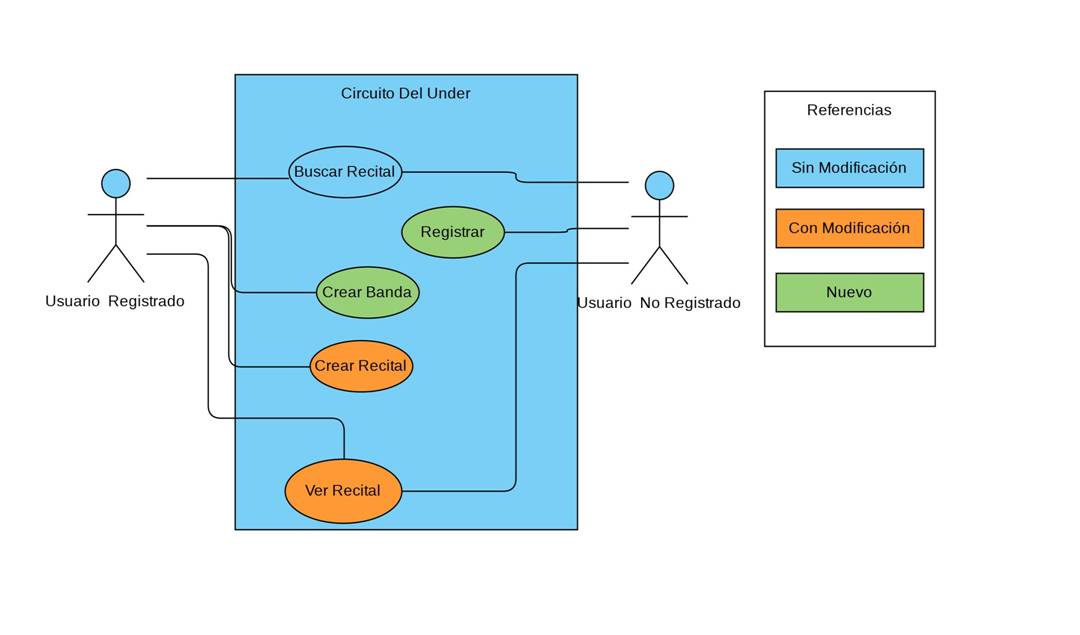 Circuito Del Under
Referencias
Buscar Recital
Sin Modificación
Registrar
Con Modificación
Crear Banda
Nuevo
Usuario Registrado
Usuario No Registrado
Crear Recital
Ver Recital